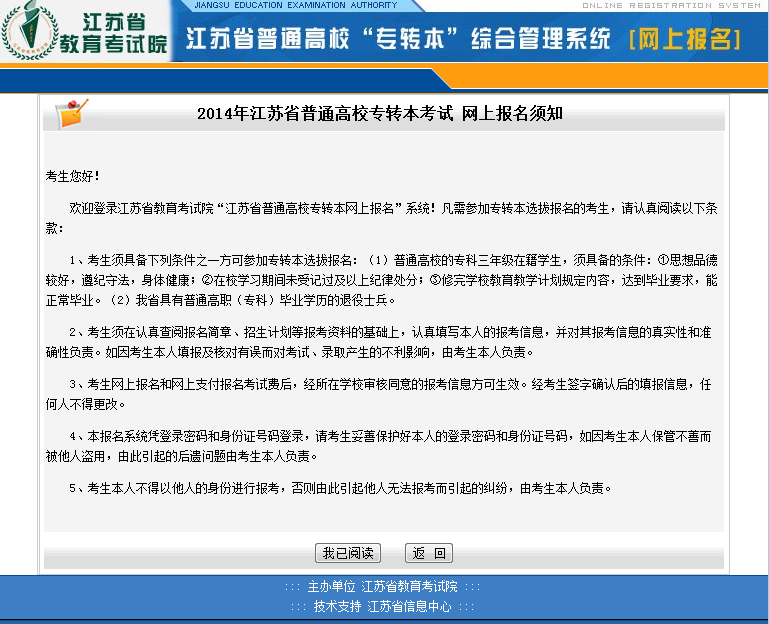 JIANGSU EDUCATION EXAMINATION AUTHORITY
ONLINE REGISTRATION SYSTEM
江苏省
教育考试院
江苏省普通高校“专转本”综合管理系统 [网上报名]
2014年江苏省普通高校专转本考试 网上报名须知
考生您好！
欢迎登录江苏省教育考试院“江苏省普通高校专转本网上报名”系统！凡需参加专转本选拔报名的考生，请认真阅读以下条
款：
1、考生须具备下列条件之一方可参加专转本选拔报名：（1）普通高校的专科三年级在籍学生，须具备的条件：①思想品德
较好，遵纪守法，身体健康；②在校学习期间未受记过及以上纪律处分；③修完学校教育教学计划规定内容，达到毕业要求，能
正常毕业。（2）我省具有普通高职（专科）毕业学历的退役士兵。
2、考生须在认真查阅报名简章、招生计划等报考资料的基础上，认真填写本人的报考信息，并对其报考信息的真实性和准
确性负责。如因考生本人填报及核对有误而对考试、录取产生的不利影响，由考生本人负责。
3、考生网上报名和网上支付报名考试费后，经所在学校审核同意的报考信息方可生效。经考生签字确认后的填报信息，任
何人不得更改。
4、本报名系统凭登录密码和身份证号码登录，请考生妥善保护好本人的登录密码和身份证号码，如因考生本人保管不善而
被他人盗用，由此引起的后遗问题由考生本人负责。
5、考生本人不得以他人的身份进行报考，否则由此引起他人无法报考而引起的纠纷，由考生本人负责。
我已阅读 返 回
::: 主办单位 江苏省教育考试院 :::
::: 技术支持 江苏省信息中心 :::